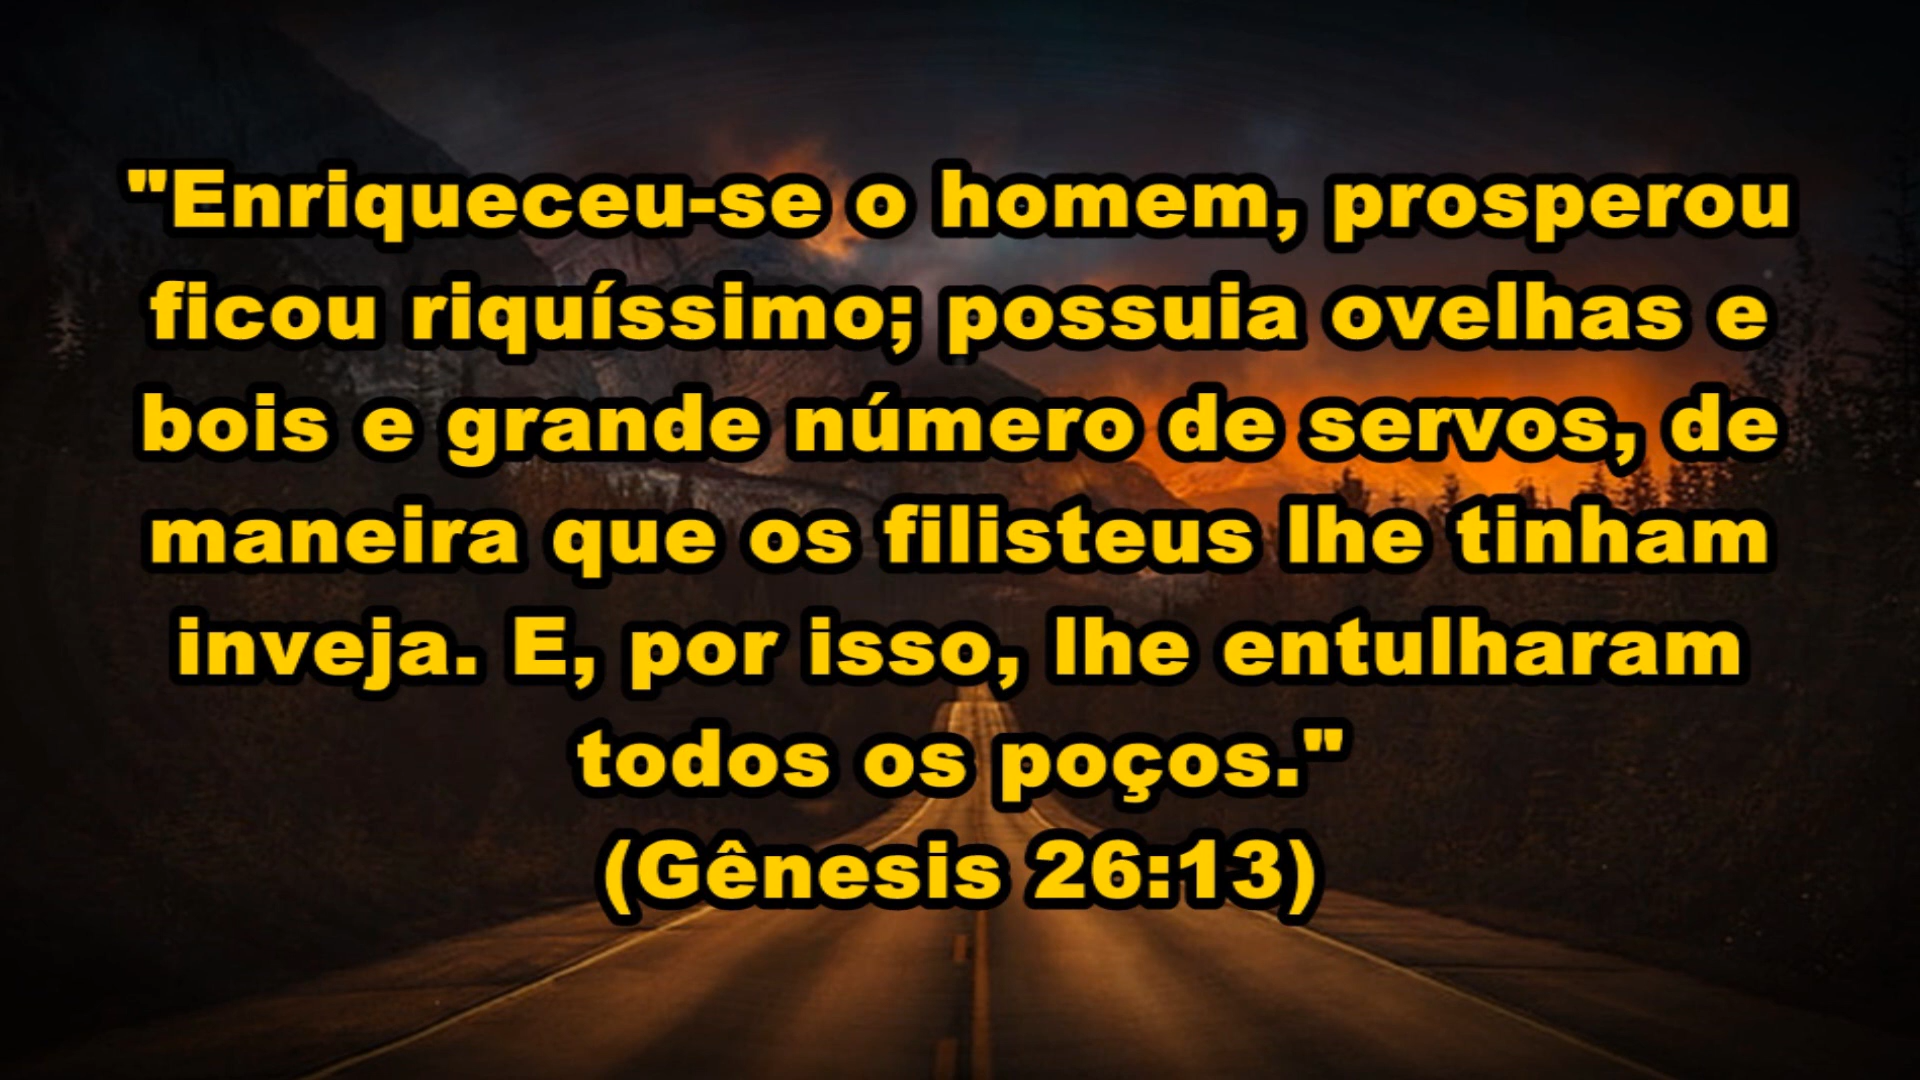 "Enriqueceu-se o homem, prosperou
ficou riquíssimo; possuia ovelhas e
bois e grande número de servos, de
maneira que os filisteus lhe tinham
inveja. E, por isso, lhe entulharam
todos os poços."
(Gênesis 26:13)